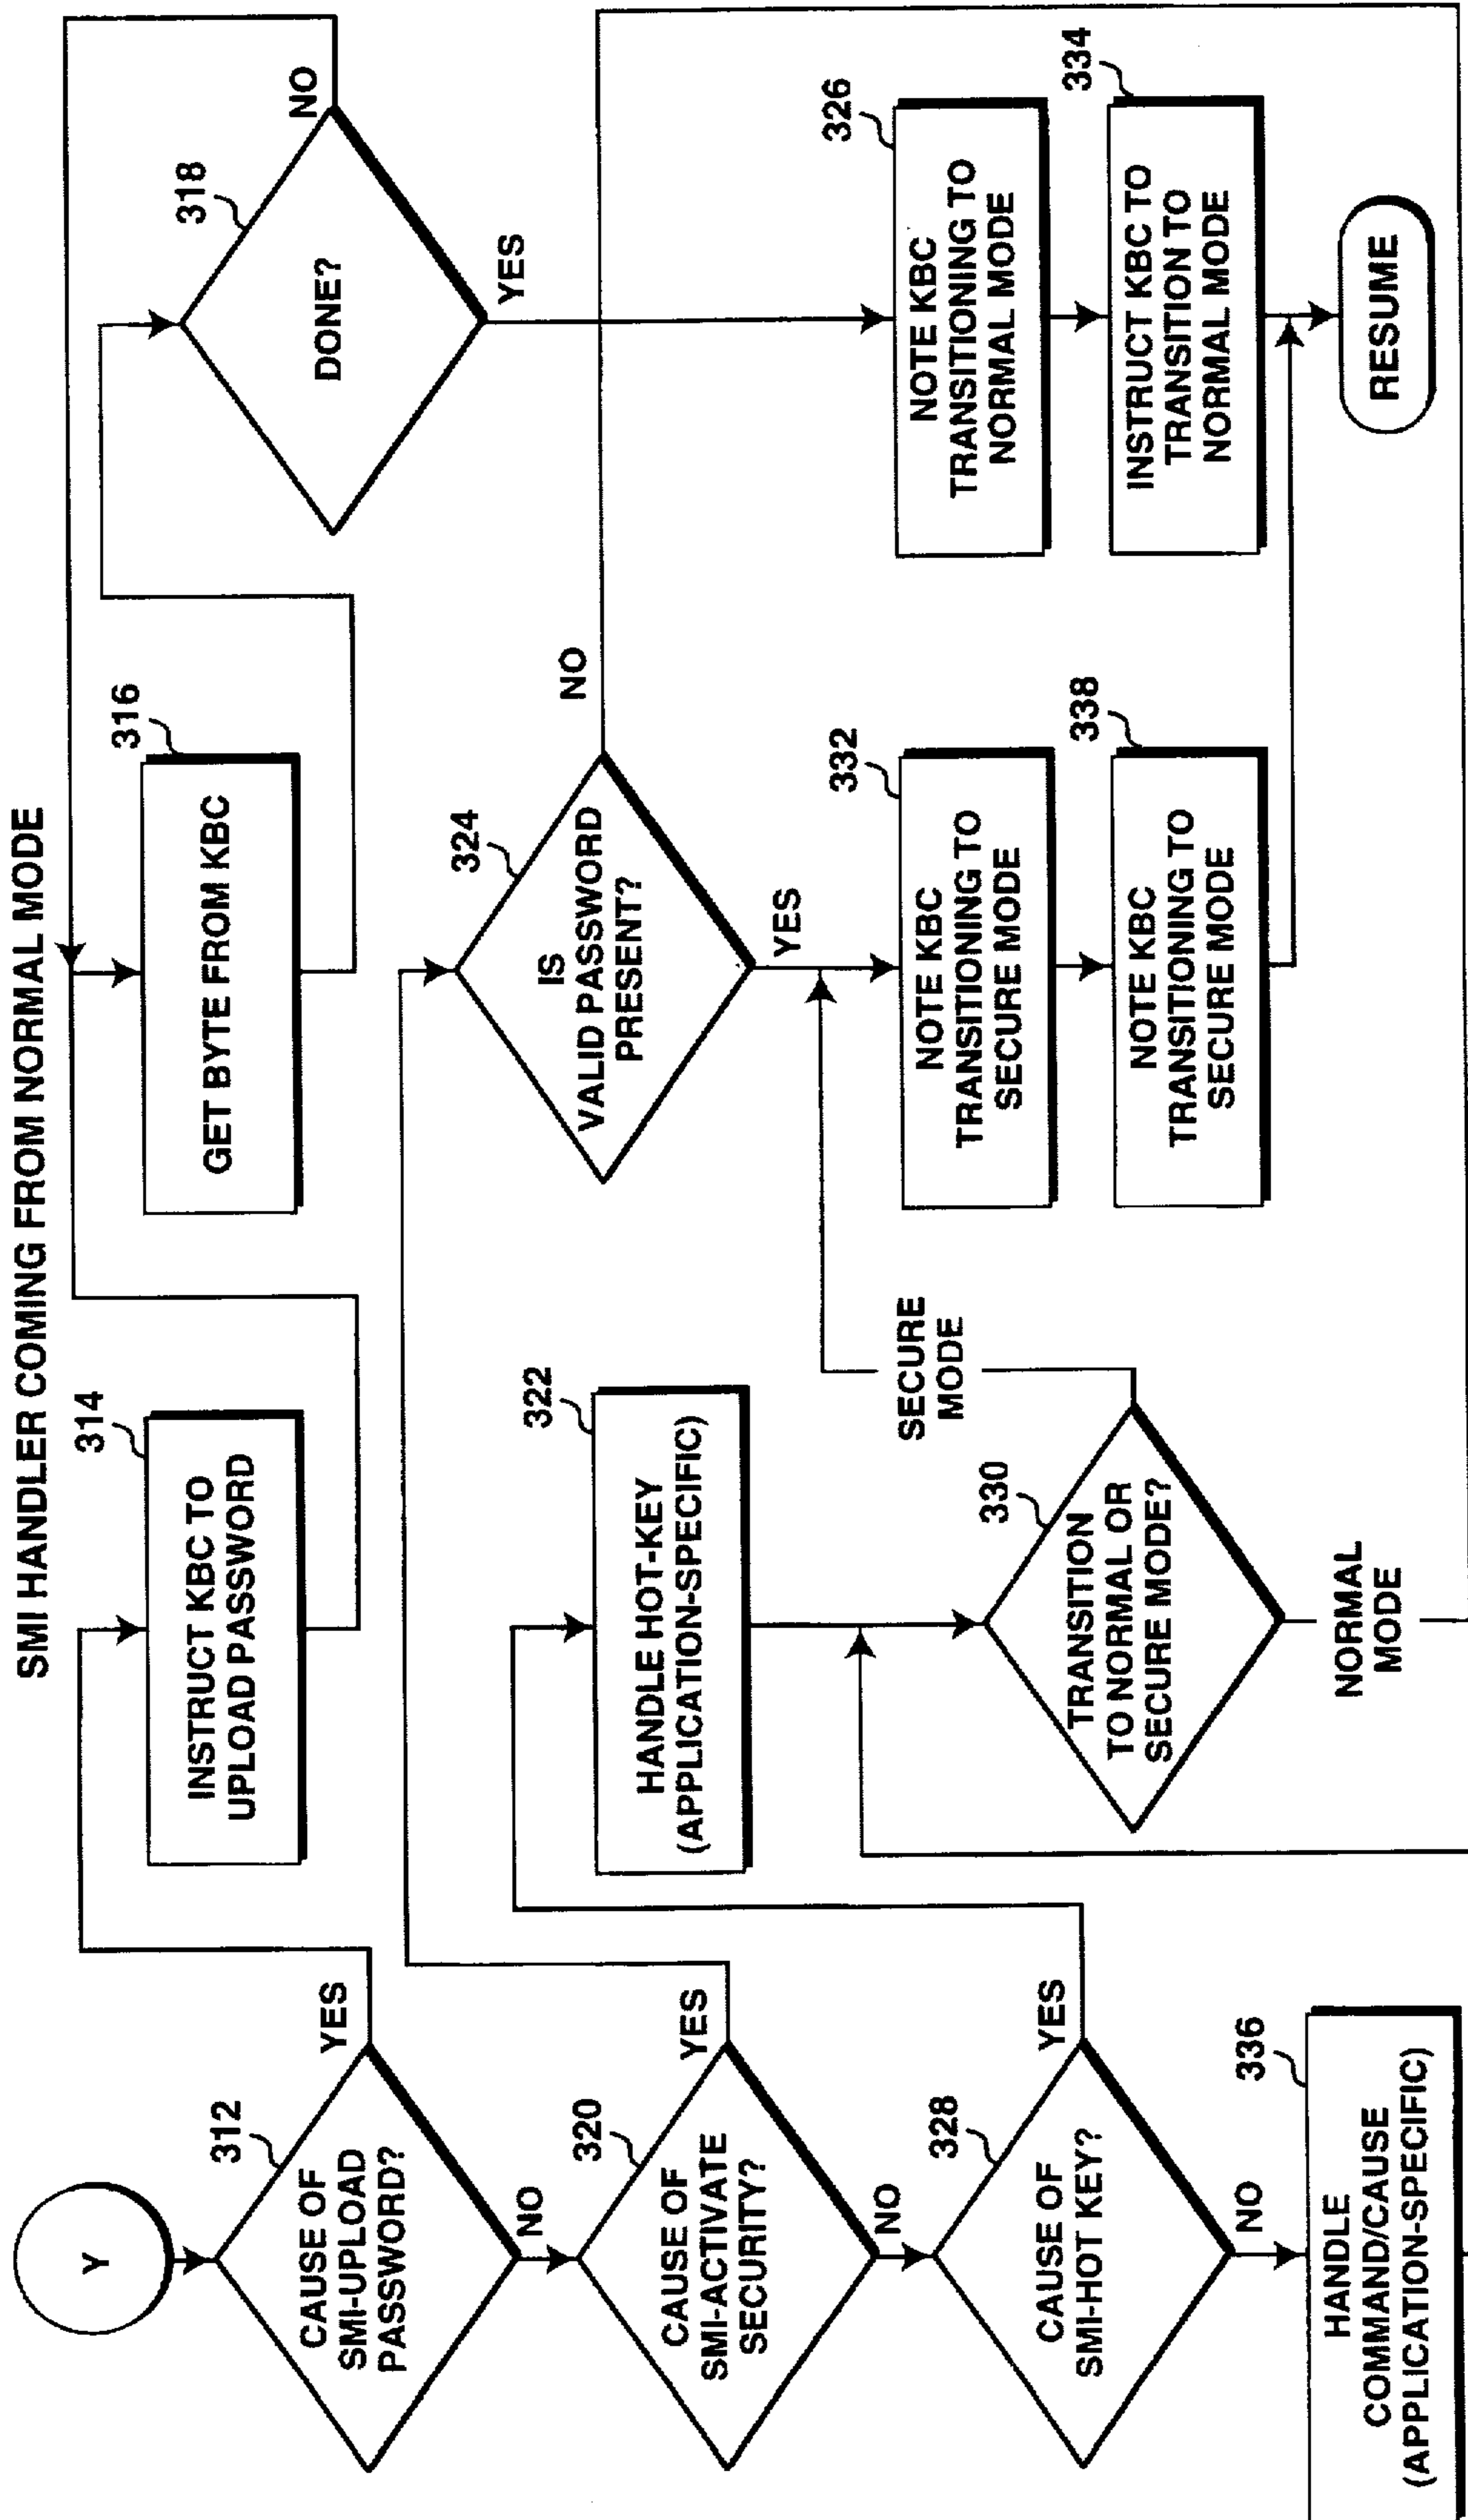 SMI HANDLER COMING FROM NORMAL MODE
Y
312
CAUSE OF
SMI-UPLOAD
PASSWORD?
YES
NO
314
INSTRUCT KBC TO
UPLOAD PASSWORD
316
GET BYTE FROM KBC
318
DONE?
NO
YES
320
CAUSE OF
SMI-ACTIVATE
SECURITY?
YES
NO
324
IS
VALID PASSWORD
PRESENT?
NO
YES
322
HANDLE HOT-KEY
(APPLICATION-SPECIFIC)
328
CAUSE OF
SMI-HOT KEY?
YES
NO
330
TRANSITION
TO NORMAL OR
SECURE MODE?
SECURE
MODE
NORMAL
MODE
332
NOTE KBC
TRANSITIONING TO
SECURE MODE
326
NOTE KBC
TRANSITIONING TO
NORMAL MODE
336
HANDLE
COMMAND/CAUSE
(APPLICATION-SPECIFIC)
338
NOTE KBC
TRANSITIONING TO
SECURE MODE
334
INSTRUCT KBC TO
TRANSITION TO
NORMAL MODE
RESUME